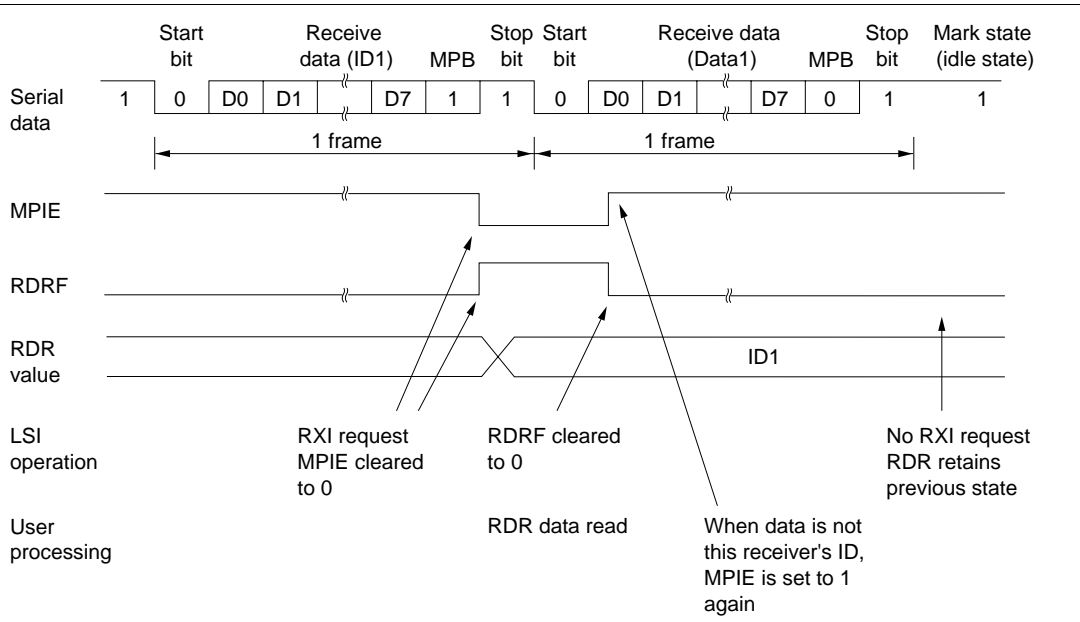 Start Receive Stop Start Receive data Stop Mark state
bit data (ID1) MPB bit bit (Data1) MPB bit (idle state)
Serial data 1 0 D0 D1 D7 1 1 0 D0 D1 D7 0 1 1
1 frame 1 frame
MPIE
RDRF
RDR value
ID1
LSI operation
RXI request
MPIE cleared
to 0
RDRF cleared
to 0
No RXI request
RDR retains
previous state
User processing
RDR data read
When data is not
this receiver's ID,
MPIE is set to 1
again